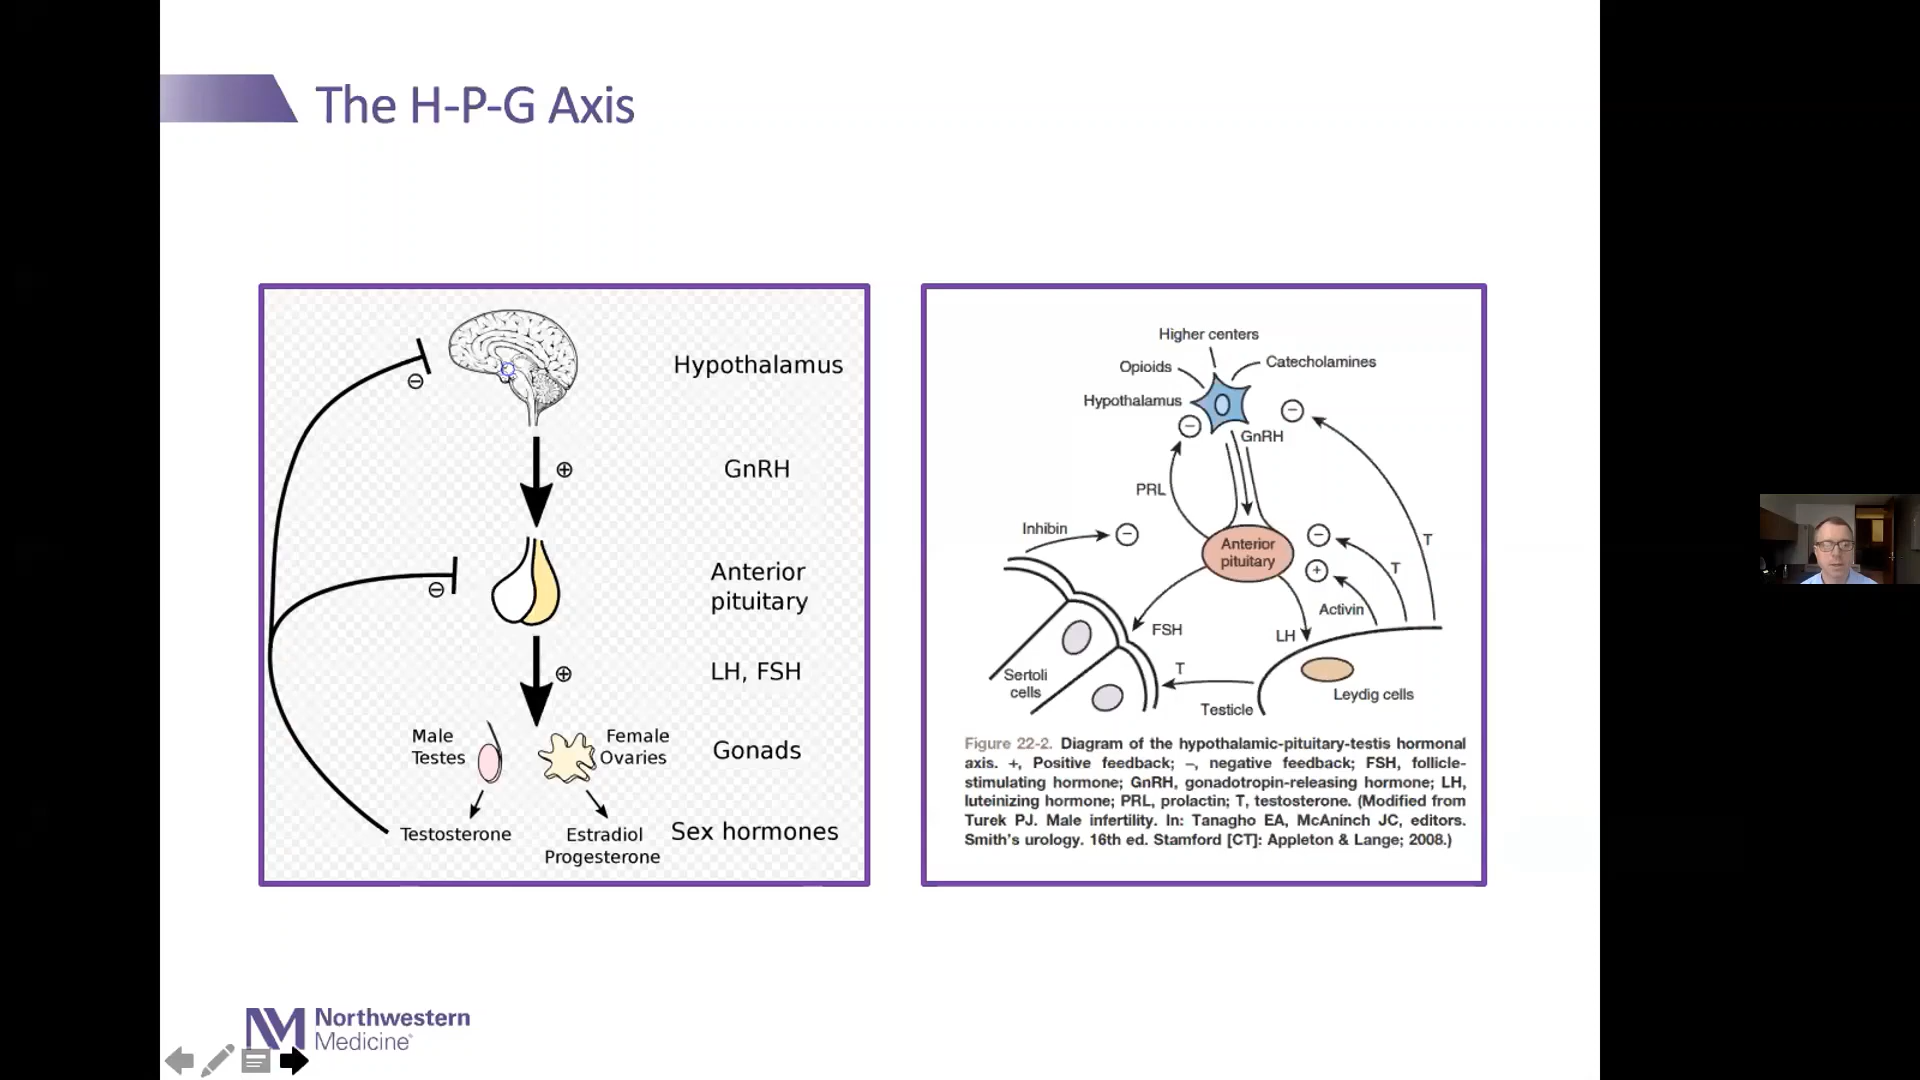 The H-P-G Axis
Hypothalamus
GnRH
Anterior
pituitary
LH, FSH
Male
Testes
Female
Ovaries
Gonads
Testosterone
Estradiol
Progesterone
Sex hormones
Higher centers
Opioids
Catecholamines
Hypothalamus
GnRH
PRL
Inhibin
Anterior
pituitary
T
T
Activin
FSH
LH
T
Sertoli
cells
Leydig cells
Testicle
Figure 22-2. Diagram of the hypothalamic-pituitary-testis hormonal
axis. +, Positive feedback; –, negative feedback; FSH, follicle-
stimulating hormone; GnRH, gonadotropin-releasing hormone; LH,
luteinizing hormone; PRL, prolactin; T, testosterone. (Modified from
Turek PJ. Male infertility. In: Tanagho EA, McAninch JC, editors.
Smith's urology. 16th ed. Stamford [CT]: Appleton & Lange; 2008.)
Northwestern
Medicine®